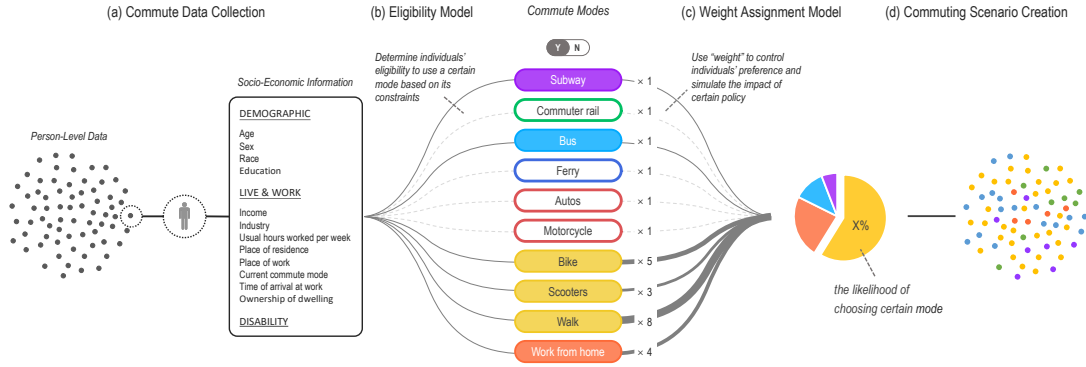 (a) Commute Data Collection
(b) Eligibility Model
Commute Modes
(c) Weight Assignment Model
(d) Commuting Scenario Creation
Person-Level Data
Socio-Economic Information
DEMOGRAPHIC
Age
Sex
Race
Education
LIVE & WORK
Income
Industry
Usual hours worked per week
Place of residence
Place of work
Current commute mode
Time of arrival at work
Ownership of dwelling
DISABILITY
Determine individuals'
eligibility to use a certain
mode based on its
constraints
Y N
Subway × 1
Commuter rail × 1
Bus × 1
Ferry × 1
Autos × 1
Motorcycle × 1
Bike × 5
Scooters × 3
Walk × 8
Work from home × 4
Use "weight" to control
individuals' preference and
simulate the impact of
certain policy
X%
the likelihood of
choosing certain mode